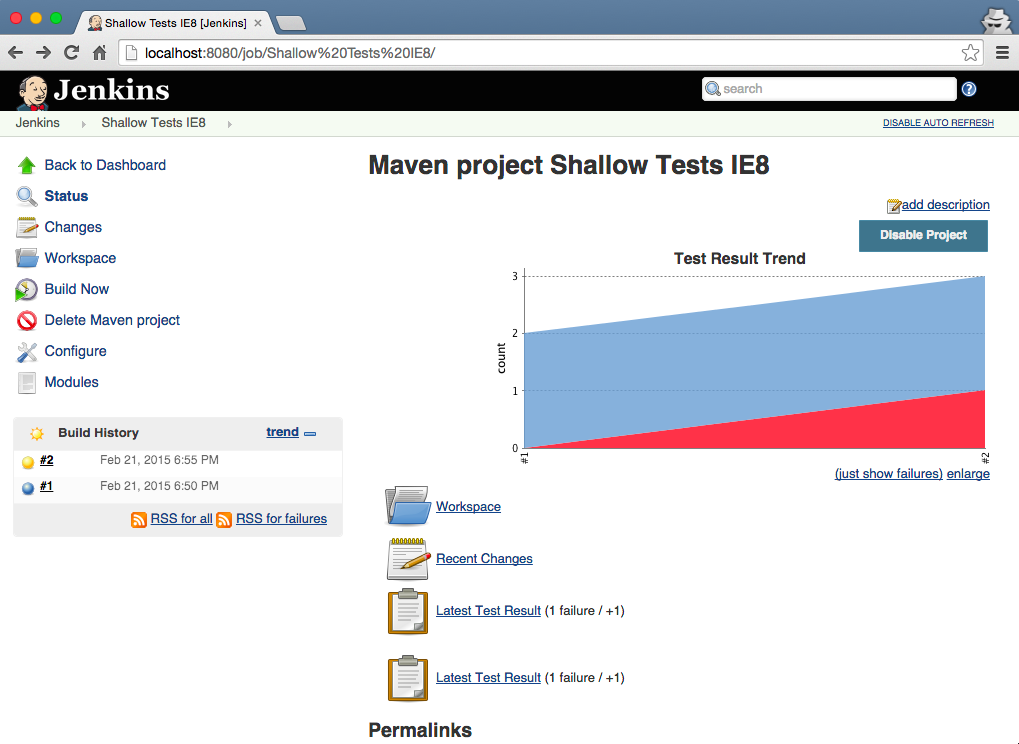 Shallow Tests IE8 [Jenkins]
localhost:8080/job/Shallow%20Tests%20IE8/
Jenkins
search
?
Jenkins
Shallow Tests IE8
DISABLE AUTO REFRESH
Back to Dashboard
Status
Changes
Workspace
Build Now
Delete Maven project
Configure
Modules
Build History
trend
#2 Feb 21, 2015 6:55 PM
#1 Feb 21, 2015 6:50 PM
RSS for all RSS for failures
Maven project Shallow Tests IE8
add description
Disable Project
Test Result Trend
3
2
1
0
count
#1
#2
(just show failures) enlarge
Workspace
Recent Changes
Latest Test Result (1 failure / +1)
Latest Test Result (1 failure / +1)
Permalinks